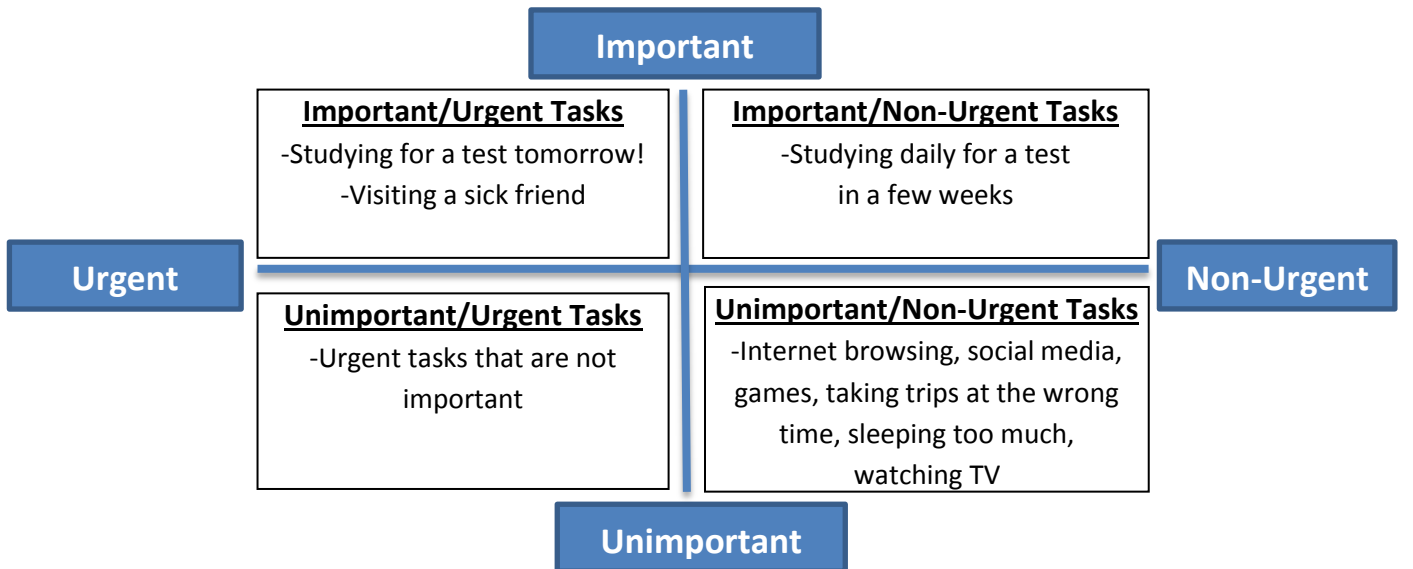 Important
Important/Urgent Tasks
-Studying for a test tomorrow!
-Visiting a sick friend
Important/Non-Urgent Tasks
-Studying daily for a test
in a few weeks
Urgent
Non-Urgent
Unimportant/Urgent Tasks
-Urgent tasks that are not
important
Unimportant/Non-Urgent Tasks
-Internet browsing, social media,
games, taking trips at the wrong
time, sleeping too much,
watching TV
Unimportant